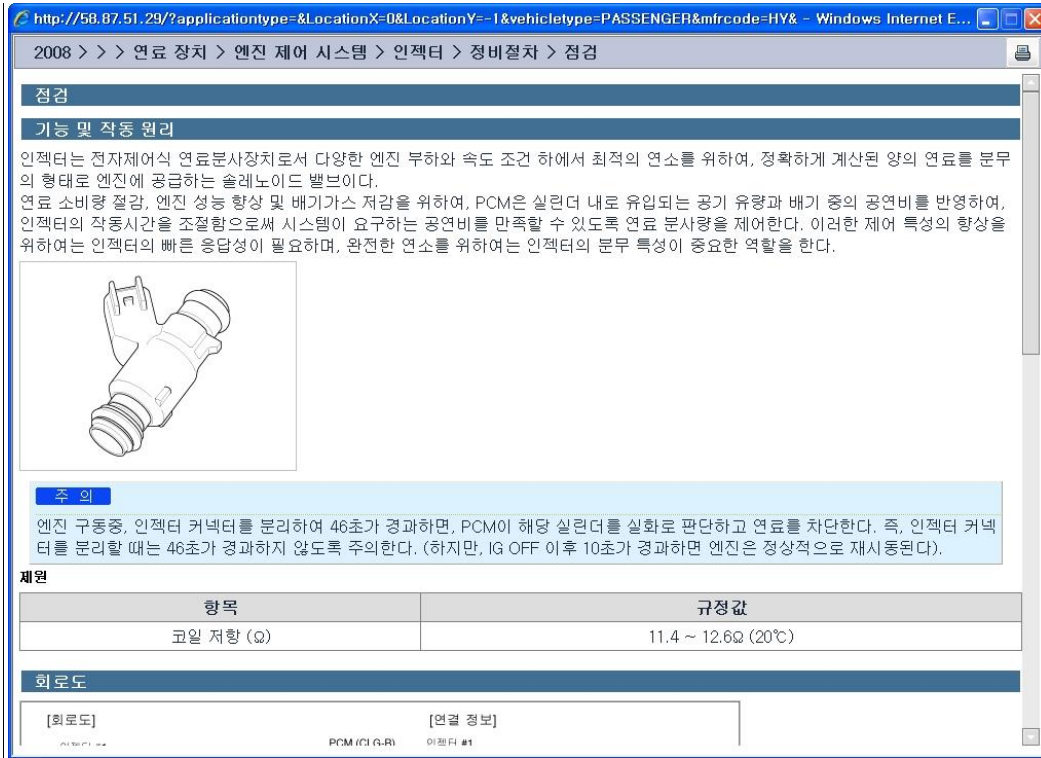 http://58.87.51.29/?applicationtype=&LocationX=0&LocationY=-1&vehicletype=PASSENGER&mfrcode=HY& - Windows Internet E...
2008 > > > 연료 장치 > 엔진 제어 시스템 > 인젝터 > 정비절차 > 점검
점검
기능 및 작동 원리
인젝터는 전자제어식 연료분사장치로서 다양한 엔진 부하와 속도 조건 하에서 최적의 연소를 위하여, 정확하게 계산된 양의 연료를 분무
의 형태로 엔진에 공급하는 솔레노이드 밸브이다.
연료 소비량 절감, 엔진 성능 향상 및 배기가스 저감을 위하여, PCM은 실린더 내로 유입되는 공기 유량과 배기 중의 공연비를 반영하여,
인젝터의 작동시간을 조절함으로써 시스템이 요구하는 공연비를 만족할 수 있도록 연료 분사량을 제어한다. 이러한 제어 특성의 향상을
위하여는 인젝터의 빠른 응답성이 필요하며, 완전한 연소를 위하여는 인젝터의 분무 특성이 중요한 역할을 한다.
주 의
엔진 구동중, 인젝터 커넥터를 분리하여 46초가 경과하면, PCM이 해당 실린더를 실화로 판단하고 연료를 차단한다. 즉, 인젝터 커넥
터를 분리할 때는 46초가 경과하지 않도록 주의한다. (하지만, IG OFF 이후 10초가 경과하면 엔진은 정상적으로 재시동된다).
제원
항목 규정값
코일 저항 (Ω) 11.4 ~ 12.6Ω (20℃)
회로도
[회로도] [연결 정보]
PCM (CLG-B) 인젝터 #1